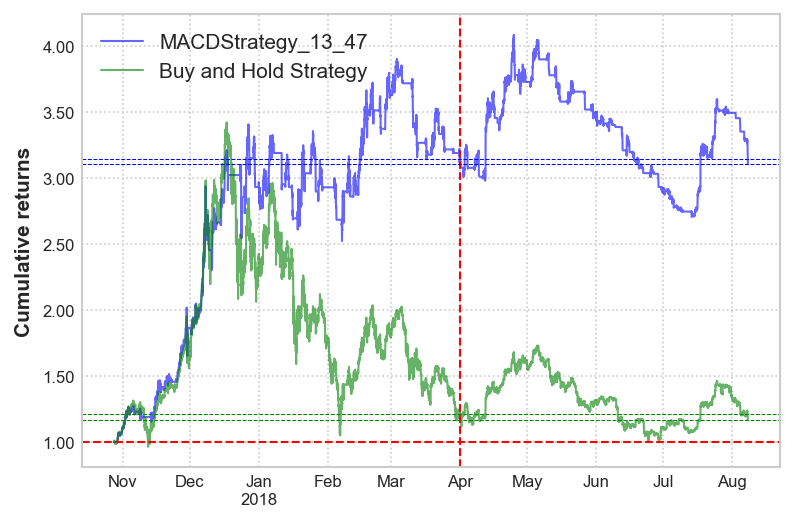 MACDStrategy_13_47
Buy and Hold Strategy
Cumulative returns
4.00
3.50
3.00
2.50
2.00
1.50
1.00
Nov Dec Jan Feb Mar Apr May Jun Jul Aug
2018